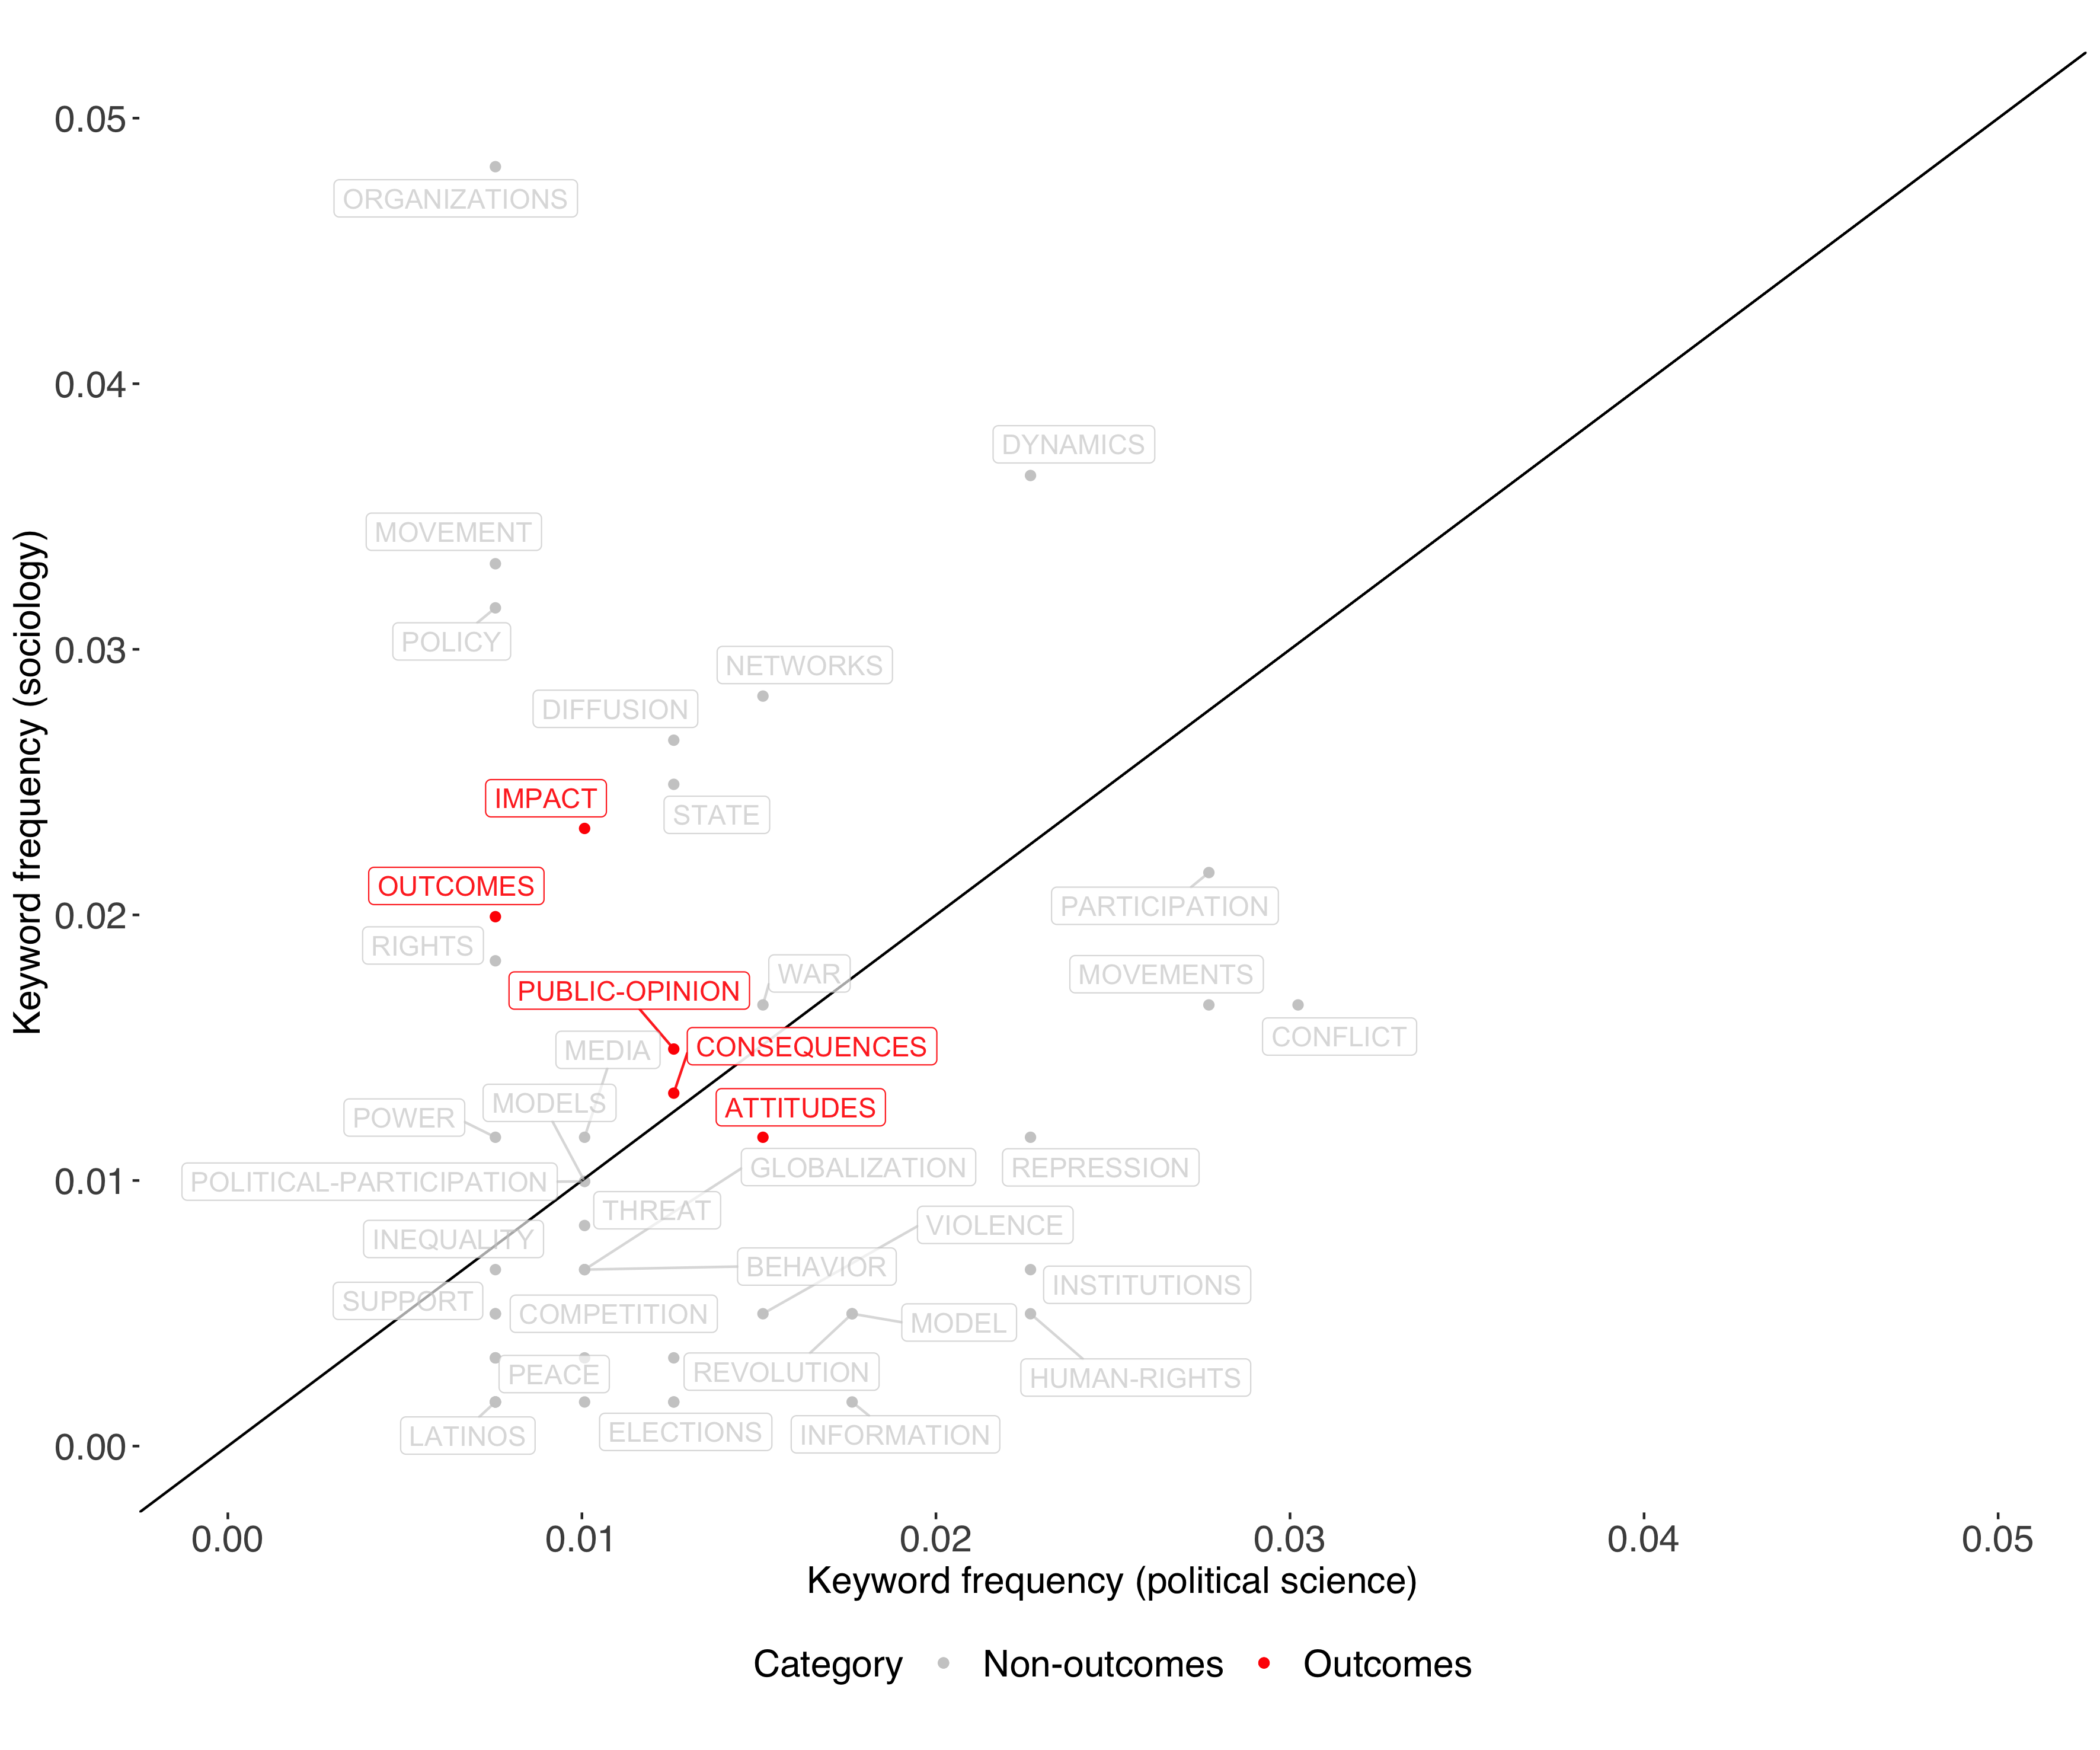 0.05
ORGANIZATIONS
0.04
DYNAMICS
MOVEMENT
POLICY
0.03
NETWORKS
DIFFUSION
IMPACT
STATE
OUTCOMES
0.02
PARTICIPATION
RIGHTS
WAR
MOVEMENTS
PUBLIC-OPINION
CONFLICT
MEDIA
CONSEQUENCES
MODELS
ATTITUDES
POWER
GLOBALIZATION
REPRESSION
0.01
POLITICAL-PARTICIPATION
THREAT
VIOLENCE
INEQUALITY
BEHAVIOR
INSTITUTIONS
SUPPORT
COMPETITION
MODEL
PEACE
REVOLUTION
HUMAN-RIGHTS
LATINOS
ELECTIONS
INFORMATION
0.00
Keyword frequency (sociology)
0.00 0.01 0.02 0.03 0.04 0.05
Keyword frequency (political science)
Category Non-outcomes Outcomes